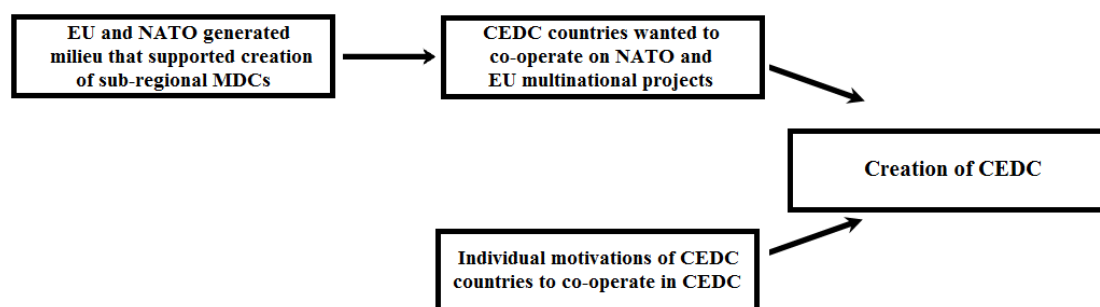 EU and NATO generated
milieu that supported creation
of sub-regional MDCs
CEDC countries wanted to
co-operate on NATO and
EU multinational projects
Creation of CEDC
Individual motivations of CEDC
countries to co-operate in CEDC